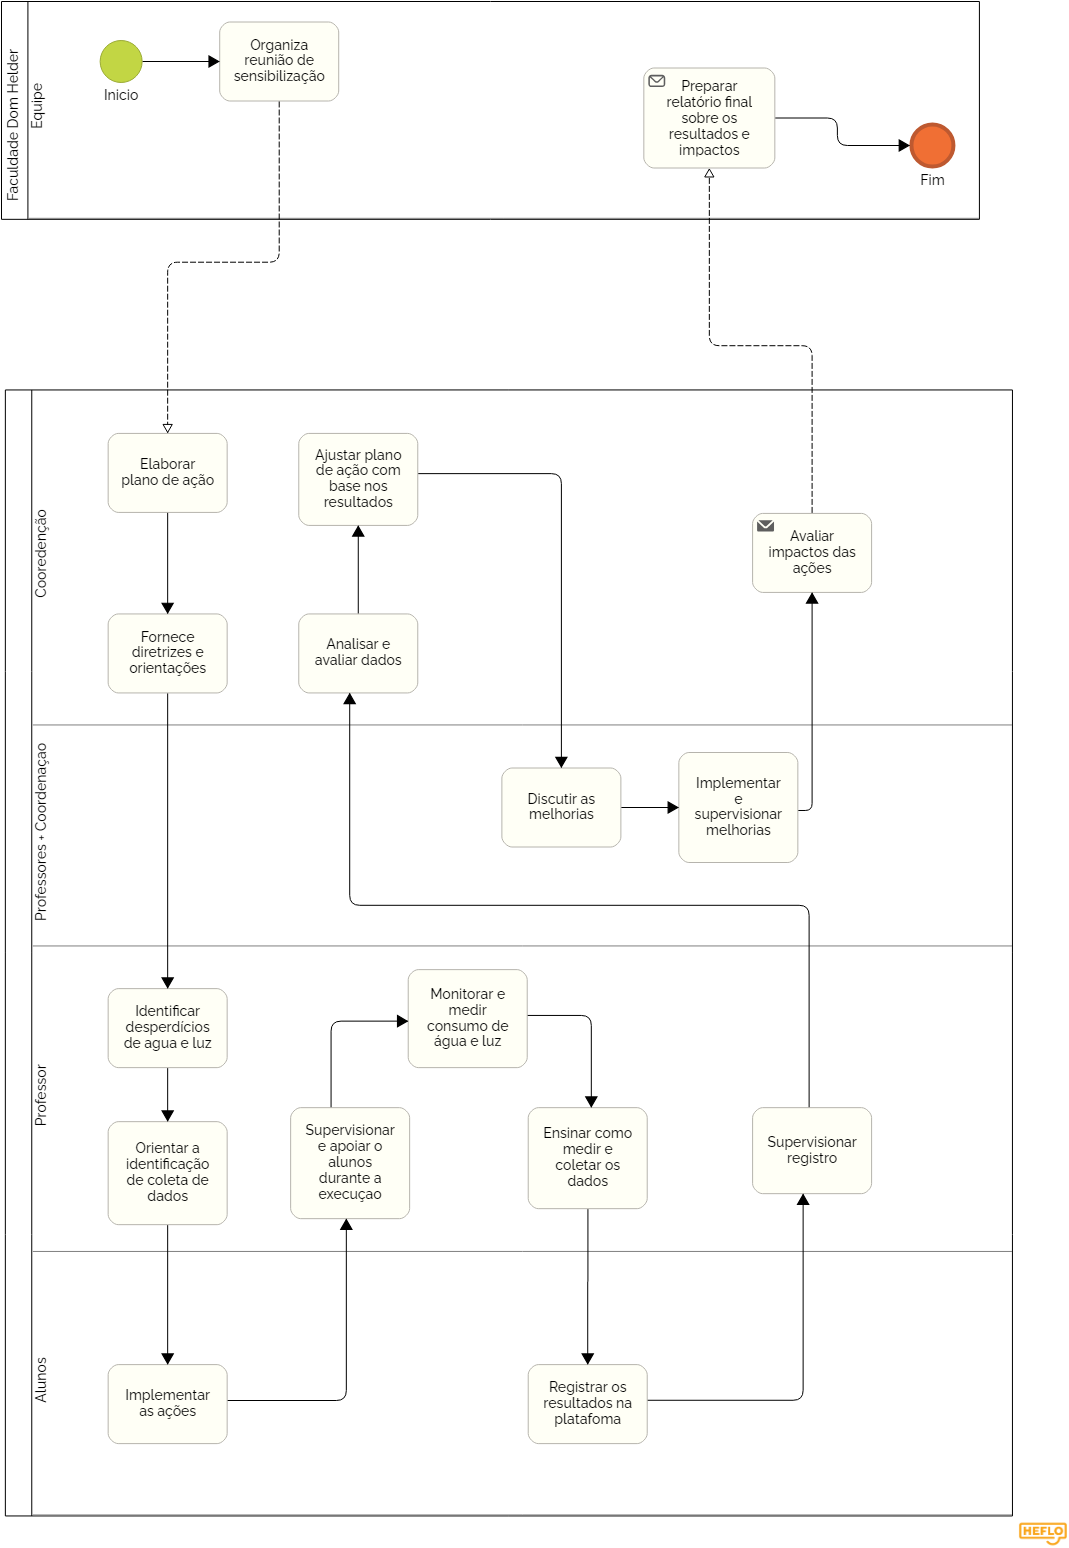 Faculdade Dom Helder
Equipe
Inicio
Organiza
reunião de
sensibilização
Preparar
relatório final
sobre os
resultados e
impactos
Fim
Cooredenção
Elaborar
plano de ação
Ajustar plano
de ação com
base nos
resultados
Avaliar
impactos das
ações
Fornece
diretrizes e
orientações
Analisar e
avaliar dados
Professores + Coordenaçao
Discutir as
melhorias
Implementar
e
supervisionar
melhorias
Professor
Identificar
desperdícios
de agua e luz
Monitorar e
medir
consumo de
água e luz
Orientar a
identificação
de coleta de
dados
Supervisionar
e apoiar o
alunos
durante a
execuçao
Ensinar como
medir e
coletar os
dados
Supervisionar
registro
Alunos
Implementar
as ações
Registrar os
resultados na
platafoma
HEFLO